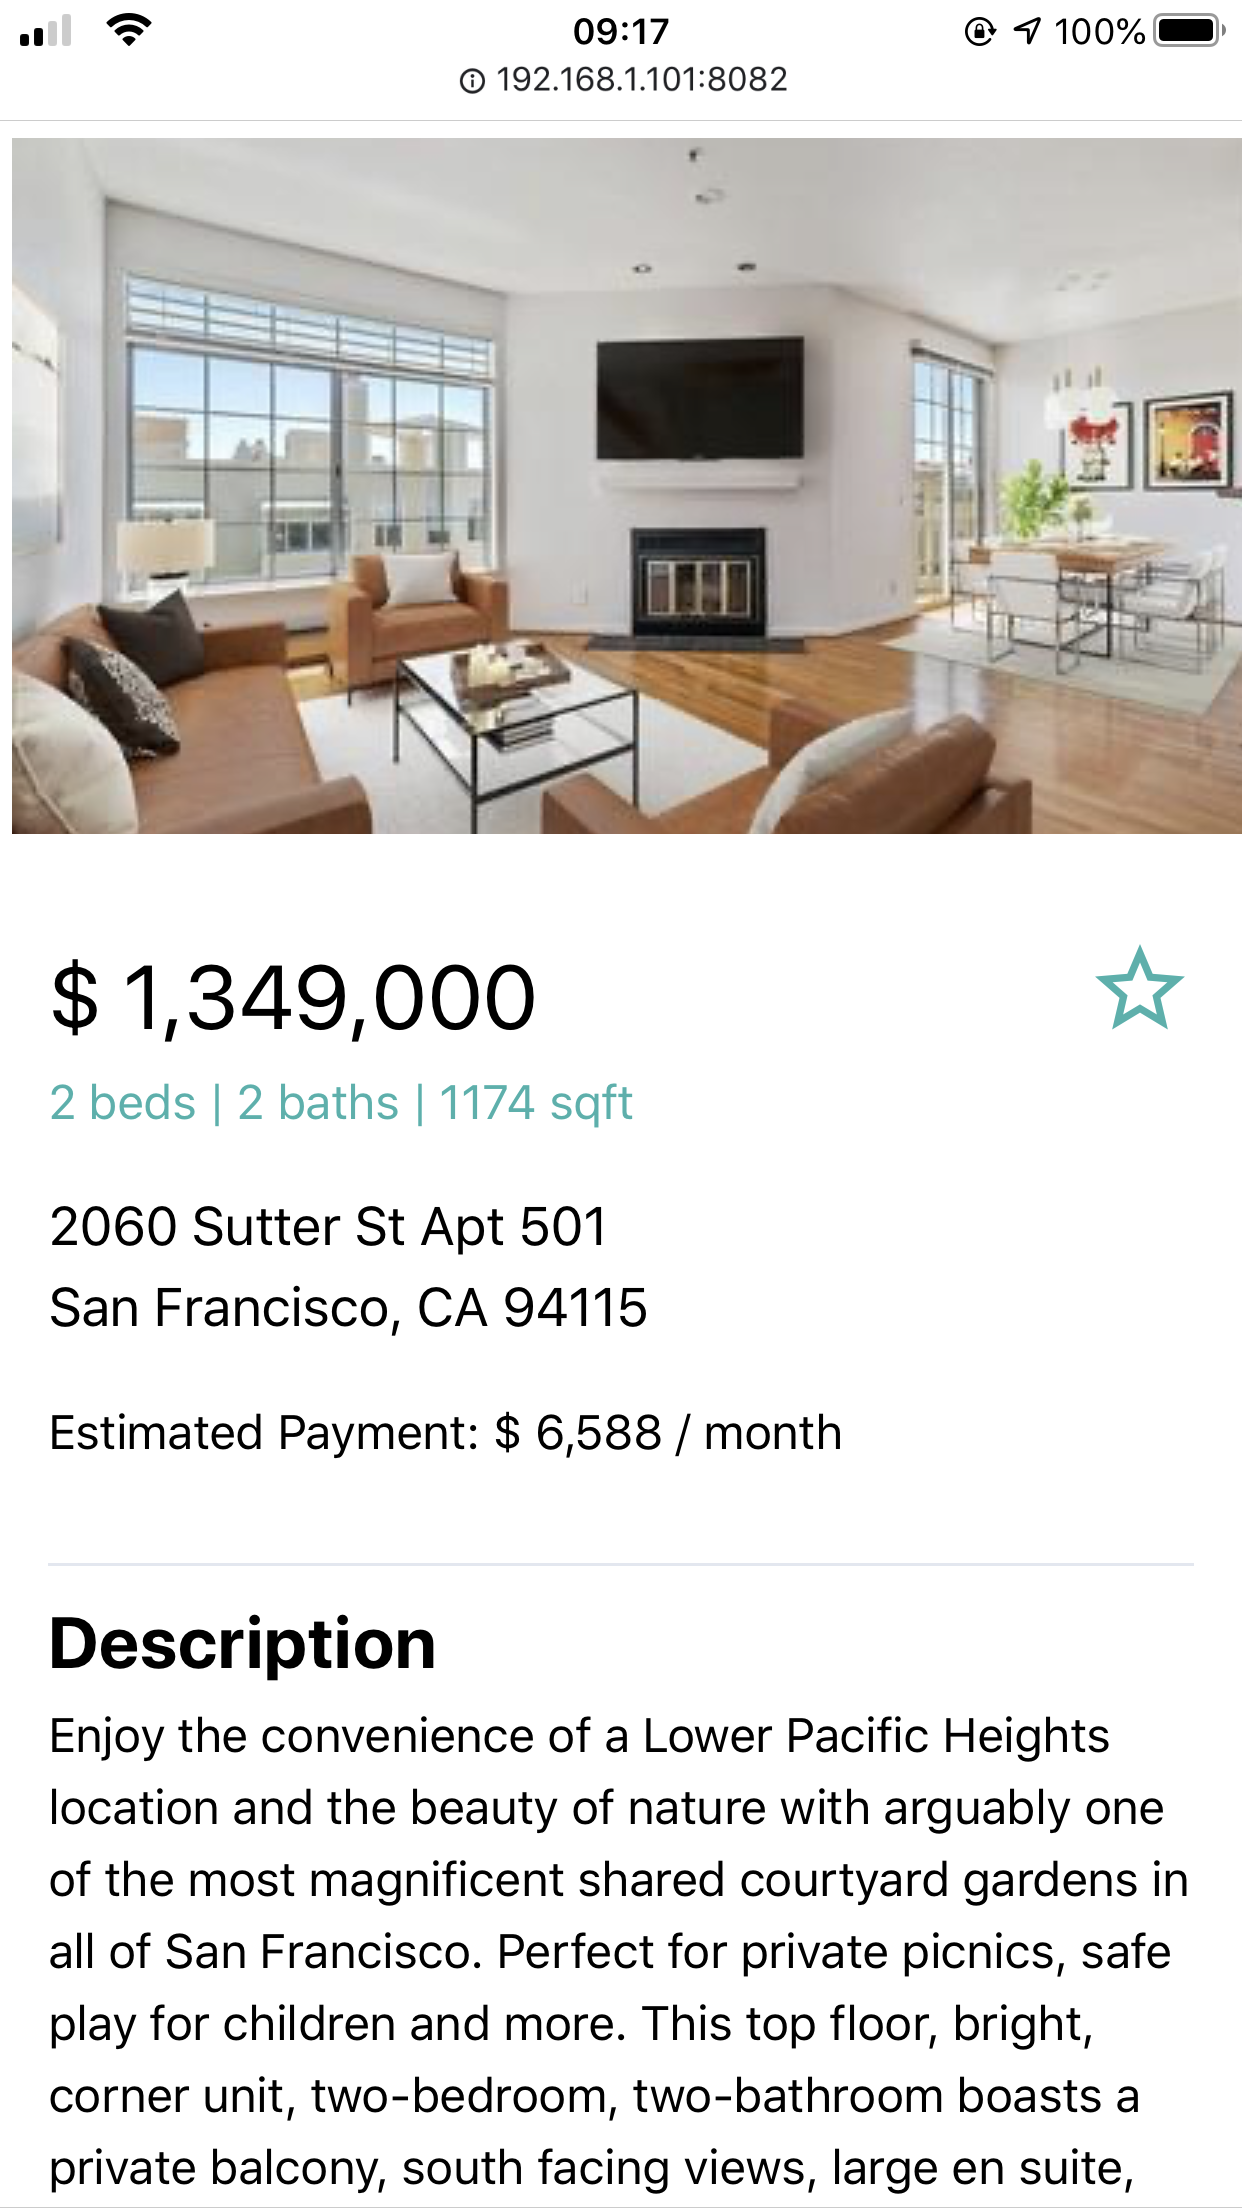 09:17
100%
192.168.1.101:8082
$ 1,349,000
2 beds | 2 baths | 1174 sqft
2060 Sutter St Apt 501
San Francisco, CA 94115
Estimated Payment: $ 6,588 / month
Description
Enjoy the convenience of a Lower Pacific Heights
location and the beauty of nature with arguably one
of the most magnificent shared courtyard gardens in
all of San Francisco. Perfect for private picnics, safe
play for children and more. This top floor, bright,
corner unit, two-bedroom, two-bathroom boasts a
private balcony, south facing views, large en suite,